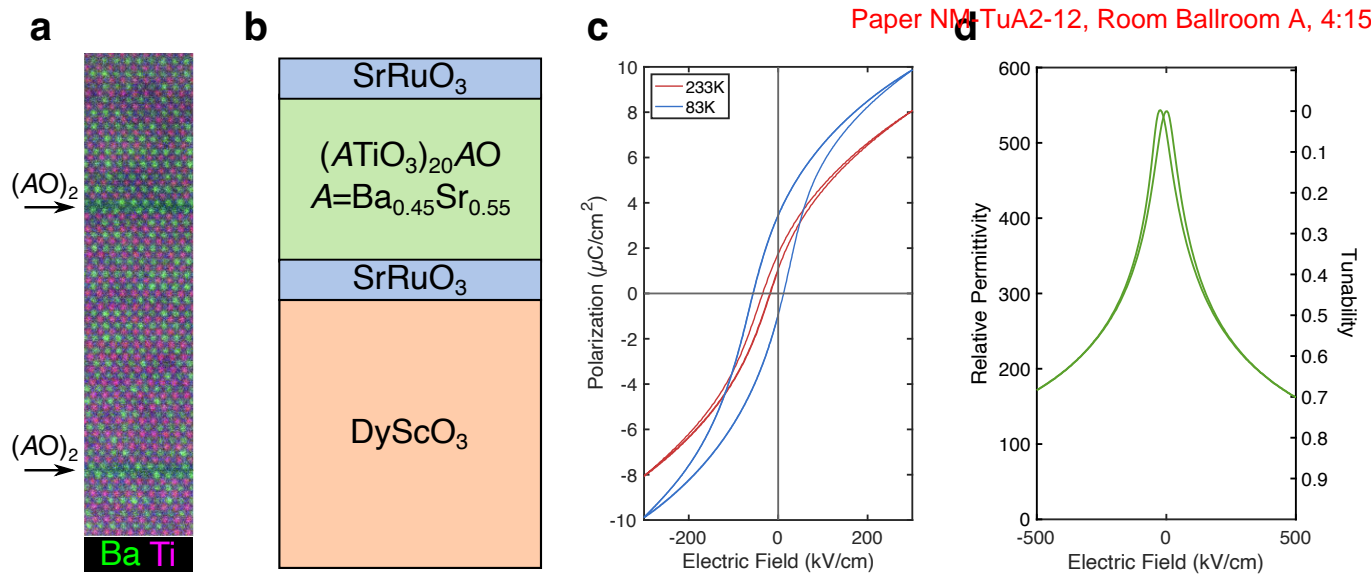 Paper NM-TuA2-12, Room Ballroom A, 4:15
a
(AO)₂
(AO)₂
Ba Ti
b
SrRuO₃
(ATiO₃)₂₀AO
A=Ba₀.₄₅Sr₀.₅₅
SrRuO₃
DyScO₃
c
233K
83K
10
8
6
4
2
0
-2
-4
-6
-8
-10
Polarization (µC/cm²)
-200
0
200
Electric Field (kV/cm)
d
600
500
400
300
200
100
0
Relative Permittivity
0
0.1
0.2
0.3
0.4
0.5
0.6
0.7
0.8
0.9
Tunability
-500
0
500
Electric Field (kV/cm)